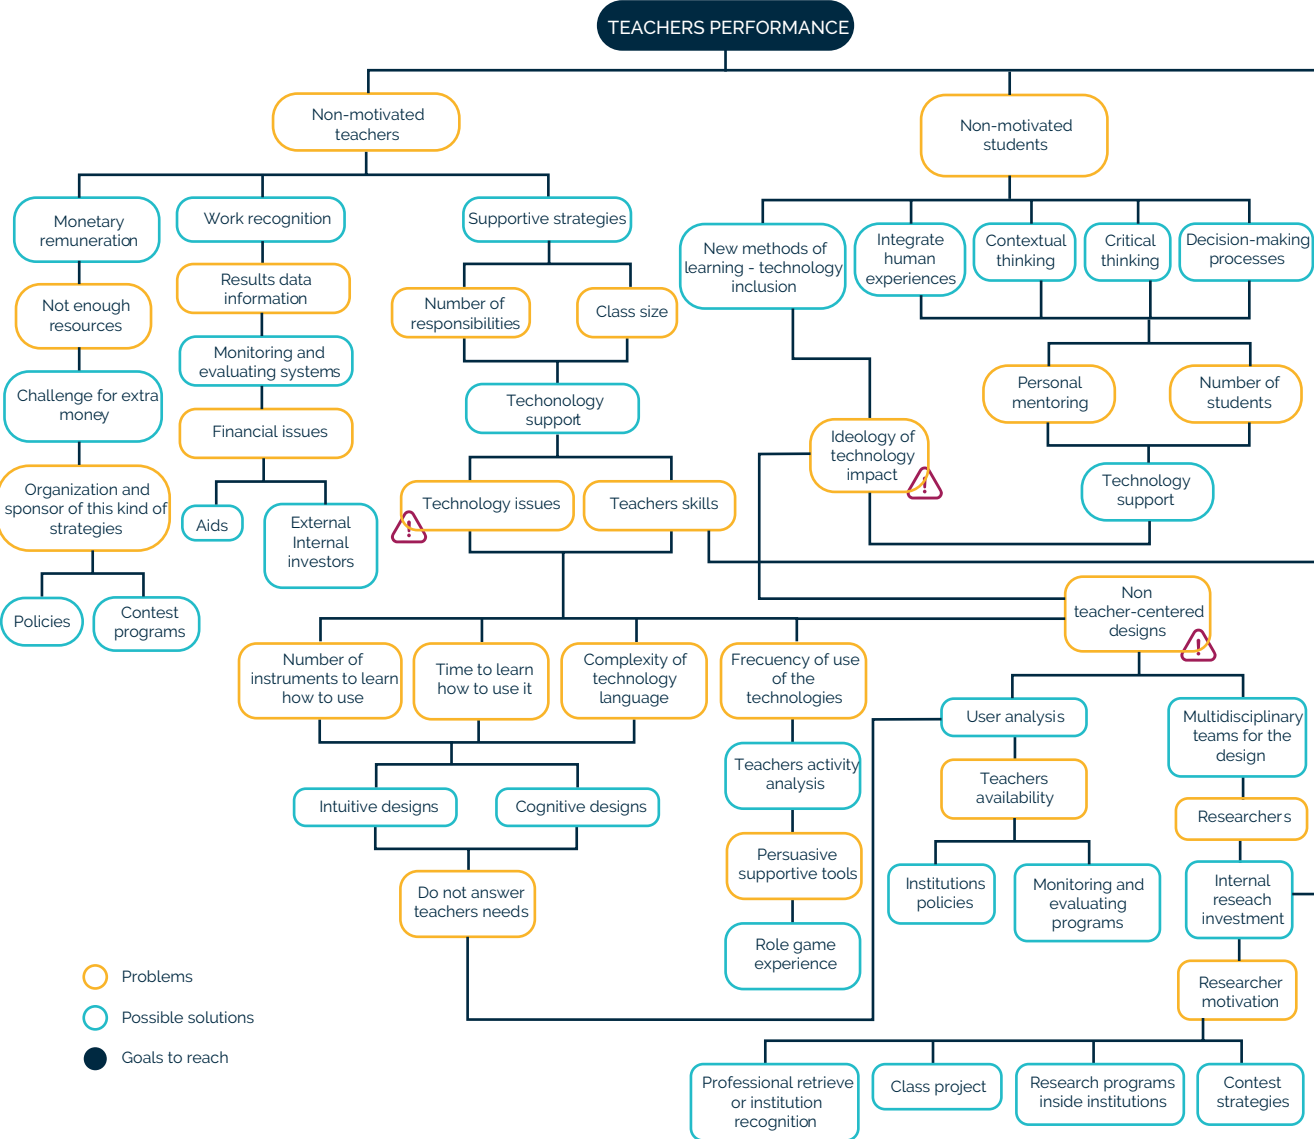 TEACHERS PERFORMANCE
Non-motivated
teachers
Non-motivated
students
Monetary
remuneration
Work recognition
Supportive strategies
New methods of
learning - technology
inclusion
Integrate
human
experiences
Contextual
thinking
Critical
thinking
Decision-making
processes
Not enough
resources
Results data
information
Number of
responsibilities
Class size
Challenge for extra
money
Monitoring and
evaluating systems
Techonology
support
Personal
mentoring
Number of
students
Organization and
sponsor of this kind of
strategies
Financial issues
Ideology of
technology
impact
Technology
support
Aids
External
Internal
investors
Technology issues
Teachers skills
Policies
Contest
programs
Non
teacher-centered
designs
Number of
instruments to learn
how to use
Time to learn
how to use it
Complexity of
technology
language
Frecuency of use
of the
technologies
User analysis
Multidisciplinary
teams for the
design
Intuitive designs
Cognitive designs
Teachers activity
analysis
Teachers
availability
Researchers
Do not answer
teachers needs
Persuasive
supportive tools
Institutions
policies
Monitoring and
evaluating
programs
Internal
reseach
investment
Role game
experience
Researcher
motivation
Problems
Possible solutions
Goals to reach
Professional retrieve
or institution
recognition
Class project
Research programs
inside institutions
Contest
strategies